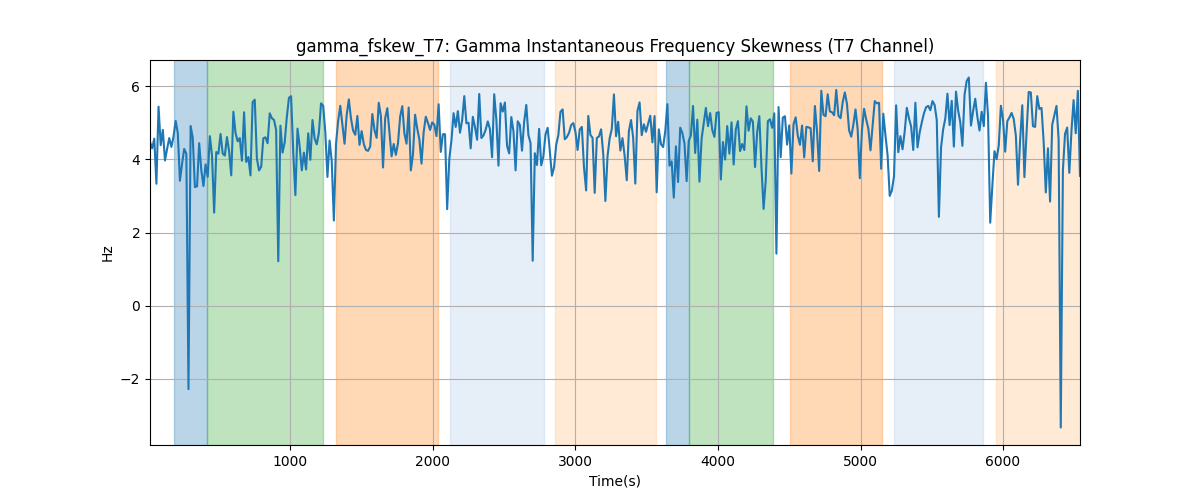 gamma_fskew_T7: Gamma Instantaneous Frequency Skewness (T7 Channel)
6
4
2
0
−2
Hz
1000 2000 3000 4000 5000 6000
Time(s)